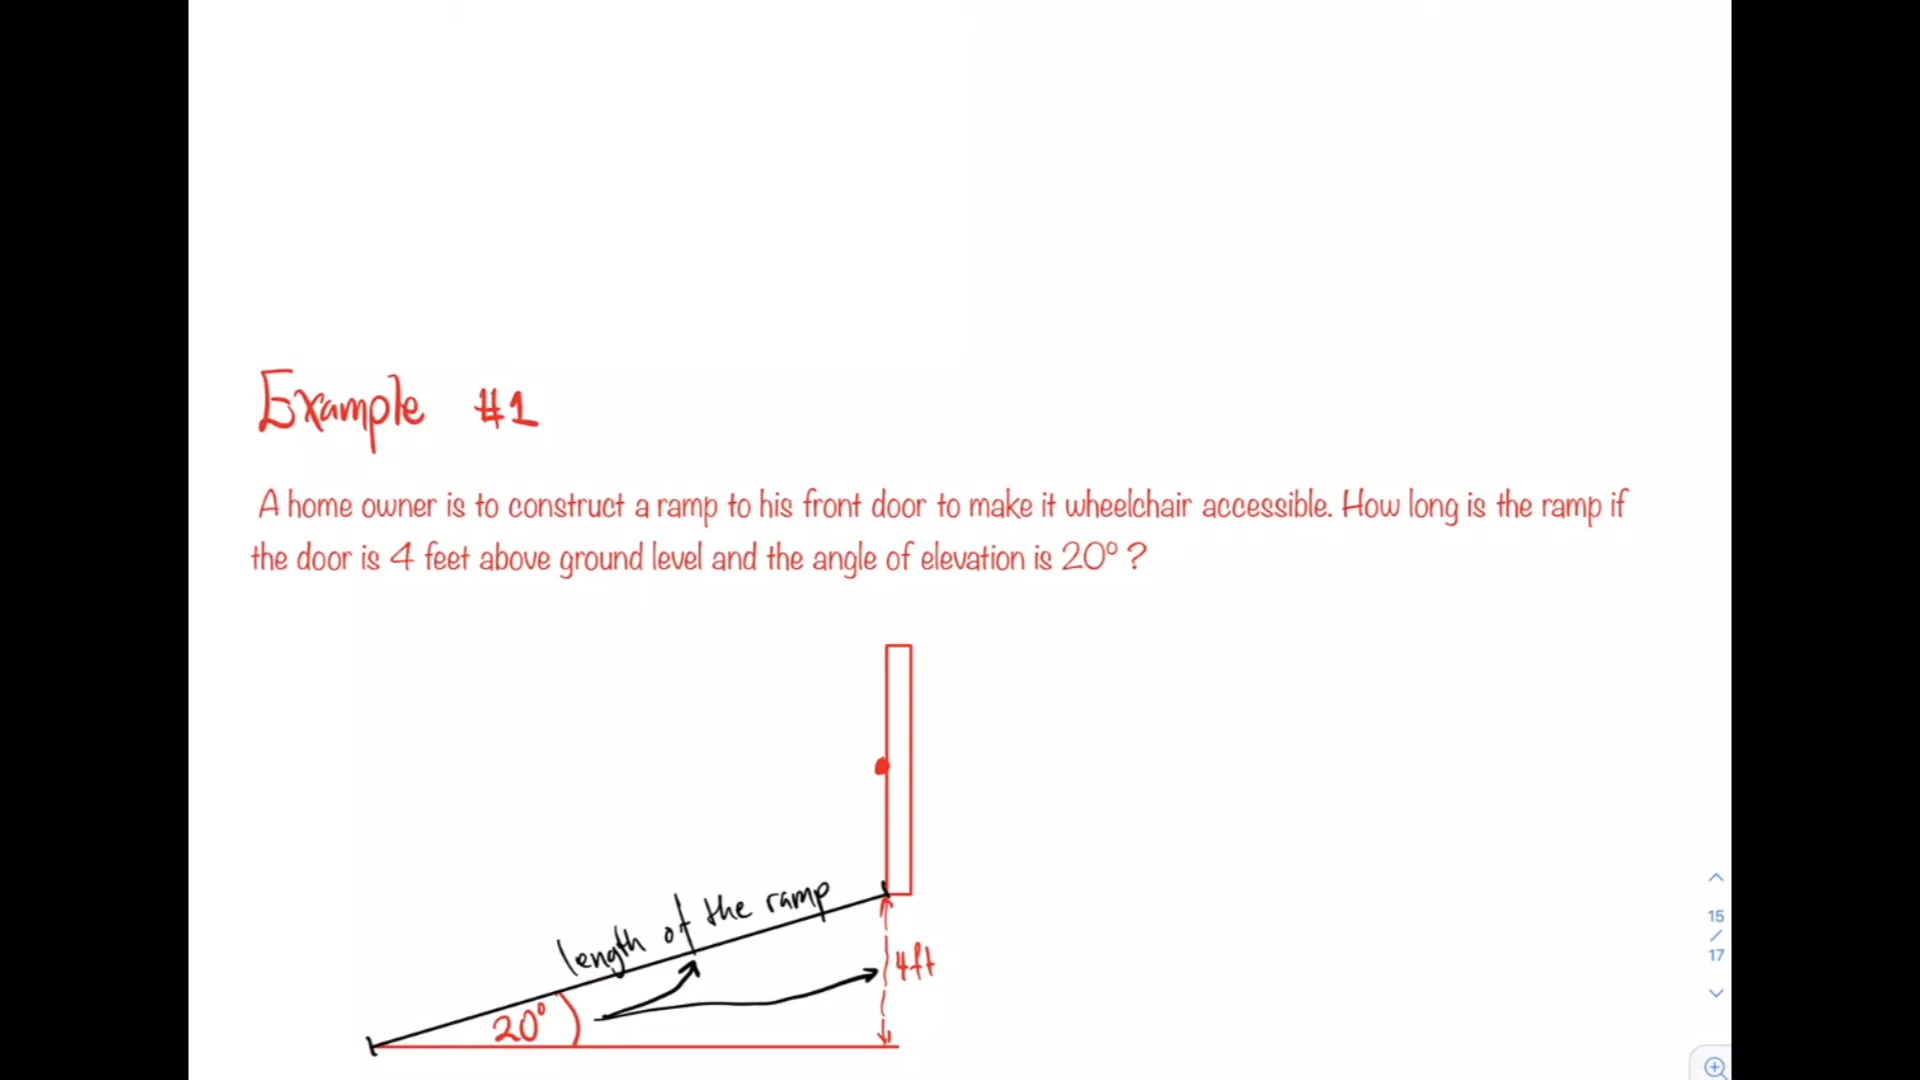 Example #1
A home owner is to construct a ramp to his front door to make it wheelchair accessible. How long is the ramp if
the door is 4 feet above ground level and the angle of elevation is 20° ?
length of the ramp
4ft
20°
15
/
17